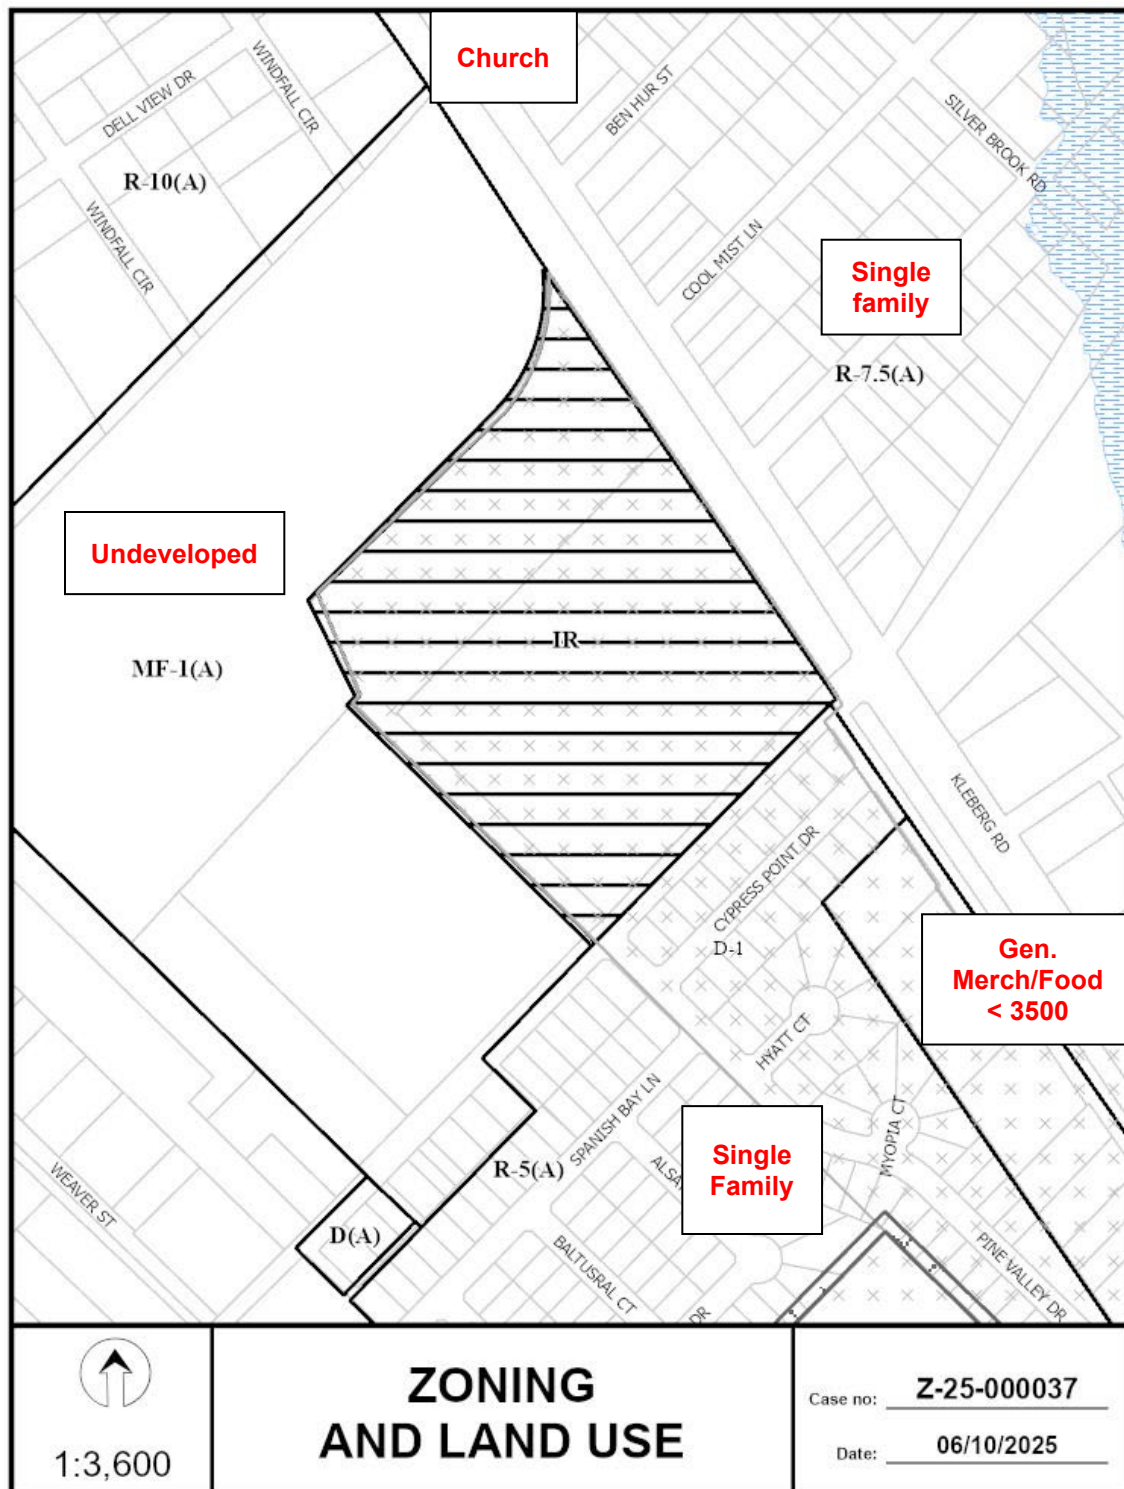 Church
WINDFALL CIR
DELL VIEW DR
BEN HUR ST
SILVER BROOK RD
R-10(A)
WINDFALL CIR
COOL MIST LN
Single
family
R-7.5(A)
Undeveloped
IR
MF-1(A)
KLEBERG RD
CYPRESS POINT DR
D-1
Gen.
Merch/Food
< 3500
HYATT CT
SPANISH BAY LN
MYOPIA CT
Single
Family
R-5(A)
WEAVER ST
D(A)
BALTUSRAL CT
PINE VALLEY DR
DR
1:3,600
ZONING
AND LAND USE
Case no: Z-25-000037
Date: 06/10/2025